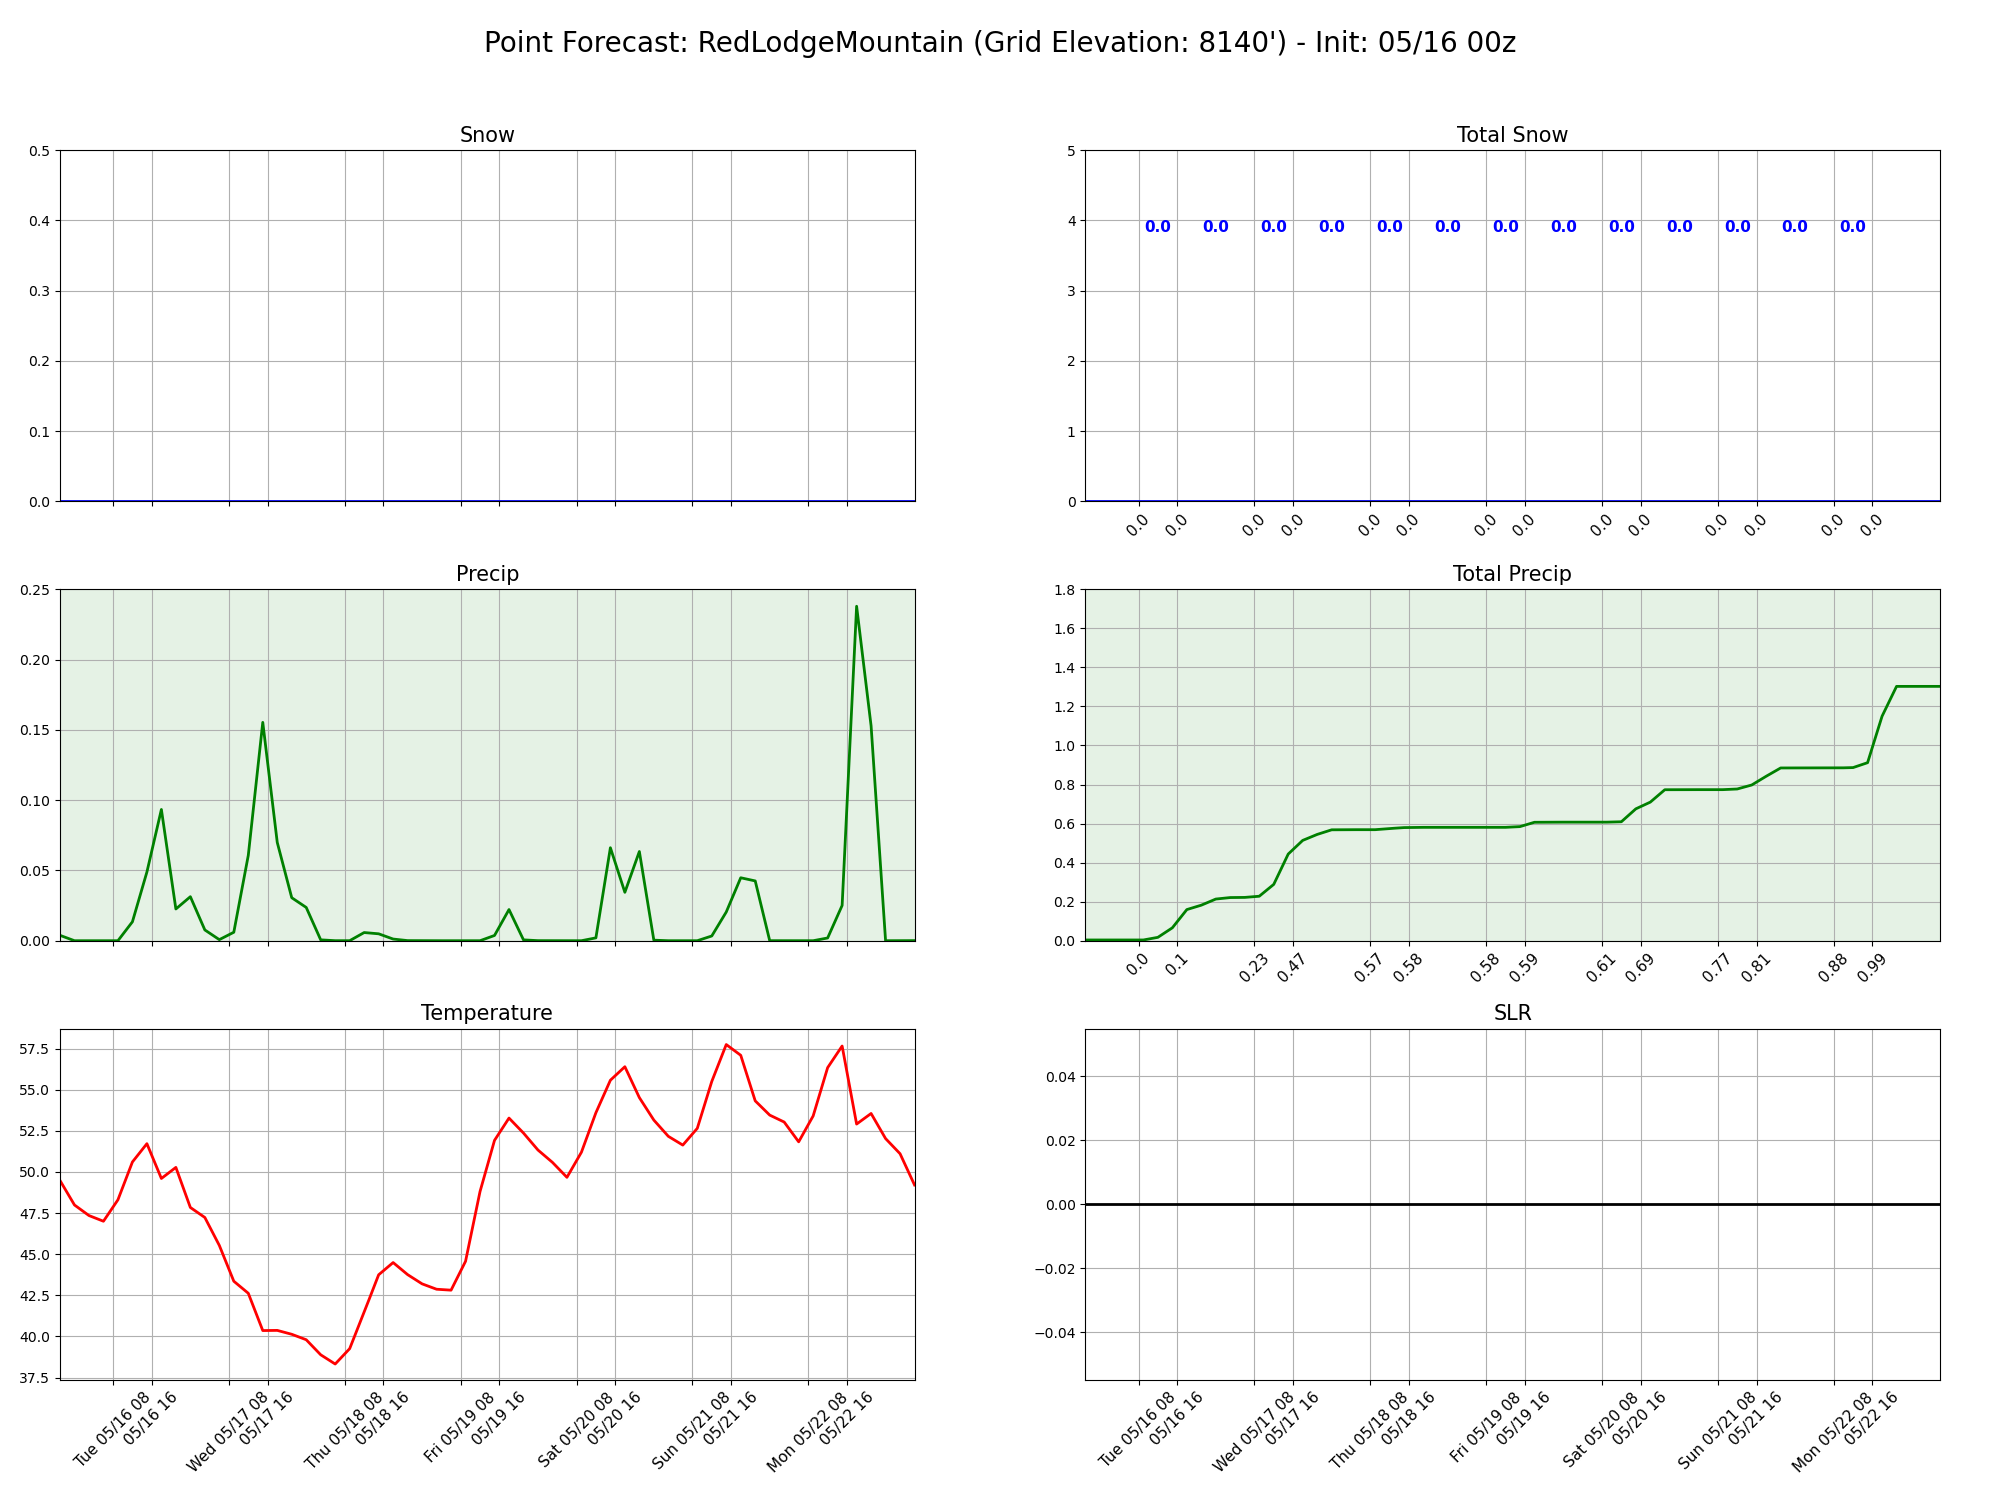 Point Forecast: RedLodgeMountain (Grid Elevation: 8140') - Init: 05/16 00z
Snow
0.5
0.4
0.3
0.2
0.1
0.0
Total Snow
5
4
3
2
1
0
0.0 0.0 0.0 0.0 0.0 0.0 0.0 0.0 0.0 0.0 0.0 0.0 0.0
0.0 0.0 0.0 0.0 0.0 0.0 0.0 0.0 0.0 0.0 0.0 0.0 0.0 0.0
Precip
0.25
0.20
0.15
0.10
0.05
0.00
Total Precip
1.8
1.6
1.4
1.2
1.0
0.8
0.6
0.4
0.2
0.0
0.0 0.1 0.23 0.47 0.57 0.58 0.58 0.59 0.61 0.69 0.77 0.81 0.88 0.99
Temperature
57.5
55.0
52.5
50.0
47.5
45.0
42.5
40.0
37.5
Tue 05/16 08
05/16 16
Wed 05/17 08
05/17 16
Thu 05/18 08
05/18 16
Fri 05/19 08
05/19 16
Sat 05/20 08
05/20 16
Sun 05/21 08
05/21 16
Mon 05/22 08
05/22 16
SLR
0.04
0.02
0.00
−0.02
−0.04
Tue 05/16 08
05/16 16
Wed 05/17 08
05/17 16
Thu 05/18 08
05/18 16
Fri 05/19 08
05/19 16
Sat 05/20 08
05/20 16
Sun 05/21 08
05/21 16
Mon 05/22 08
05/22 16